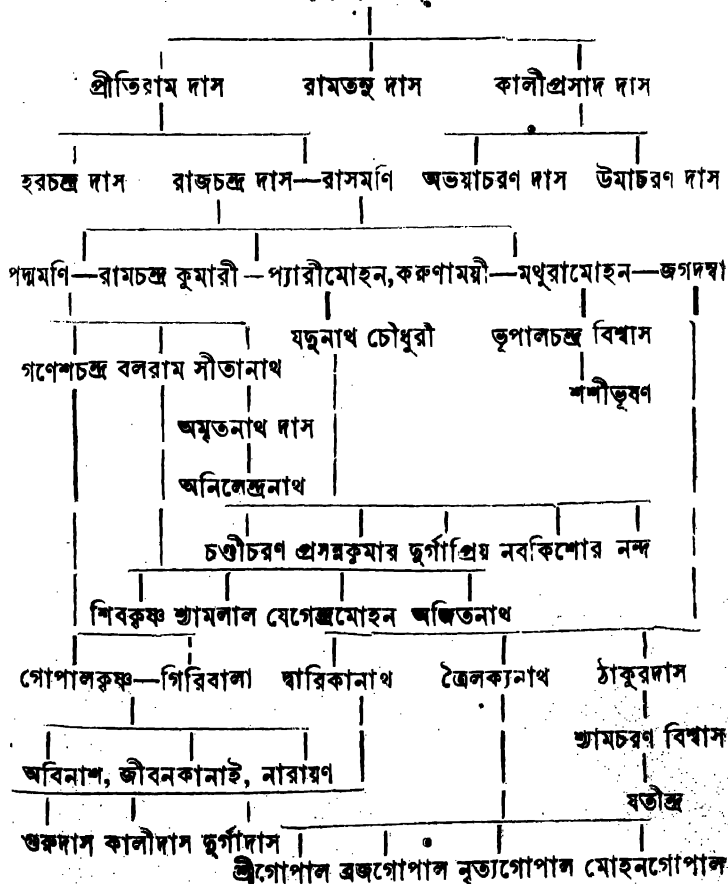 প্রীতিরাম দাস রামতনু দাস কালীপ্রসাদ দাস
হরচন্দ্র দাস রাজচন্দ্র দাস—রাসমণি অভয়াচরণ দাস উমাচরণ দাস
পদ্মমণি—রামচন্দ্র কুমারী—প্যারীমোহন, করুণাময়ী—মথুরামোহন—জগদম্বা
যদুনাথ চৌধুরী ভূপালচন্দ্র বিশ্বাস
গণেশচন্দ্র বলরাম সীতানাথ
শশীভূষণ
অমৃতনাথ দাস
অনিলেন্দ্রনাথ
চণ্ডীচরণ প্রসন্নকুমার দুর্গাপ্রিয় নবকিশোর নন্দ
শিবকৃষ্ণ শ্যামলাল যেগেন্দ্রমোহন অজিতনাথ
গোপালকৃষ্ণ—গিরিবালা দ্বারিকানাথ ত্রৈলক্যনাথ ঠাকুরদাস
শ্যামচরণ বিশ্বাস
অবিনাশ, জীবনকানাই, নারায়ণ
যতীন্দ্র
গুরুদাস কালীদাস দুর্গাদাস
শ্রীগোপাল ব্রজগোপাল নৃত্যগোপাল মোহনগোপাল